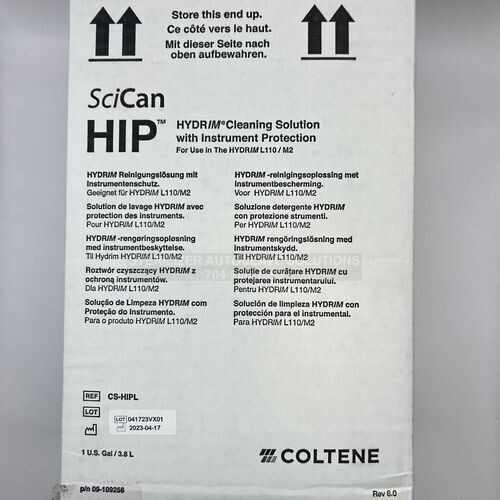 Store this end up.
Ce côté vers le haut.
Mit dieser Seite nach
oben aufbewahren.
SciCan
HIP™
HYDRIM® Cleaning Solution
with Instrument Protection
For Use in The HYDRIM L110 / M2
HYDRIM Reinigungslösung mit
Instrumentenschutz.
Geeignet für HYDRIM L110/M2
Solution de lavage HYDRIM avec
protection des instruments.
Pour HYDRIM L110/M2
HYDRIM -rengøringsopløsning
med instrumentbeskyttelse.
Til Hydrim HYDRIM L110/M2
Roztwór czyszczący HYDRIM z
ochroną instrumentów.
Dla HYDRIM L110/M2
Solução de Limpeza HYDRIM com
Proteção do Instrumento.
Para o produto HYDRIM L110/M2
HYDRIM -reinigingsoplossing met
instrumentbescherming.
Voor HYDRIM L110/M2
Soluzione detergente HYDRIM
con protezione strumenti.
Per HYDRIM L110/M2
HYDRIM rengöringslösning med
instrumentskydd.
Till HYDRIM L110/M2
Soluție de curățare HYDRIM cu
protejarea instrumentarului.
Pentru HYDRIM L110/M2
Solución de limpieza HYDRIM con
protección para el instrumental.
Para HYDRIM L110/M2
AUTOCLAVE SOLUTIONS
704-
REF CS-HIPL
LOT
LOT 041723VX01
2023-04-17
1 U.S. Gal / 3.8 L
COLTENE
p/n 09-109256
Rev 6.0